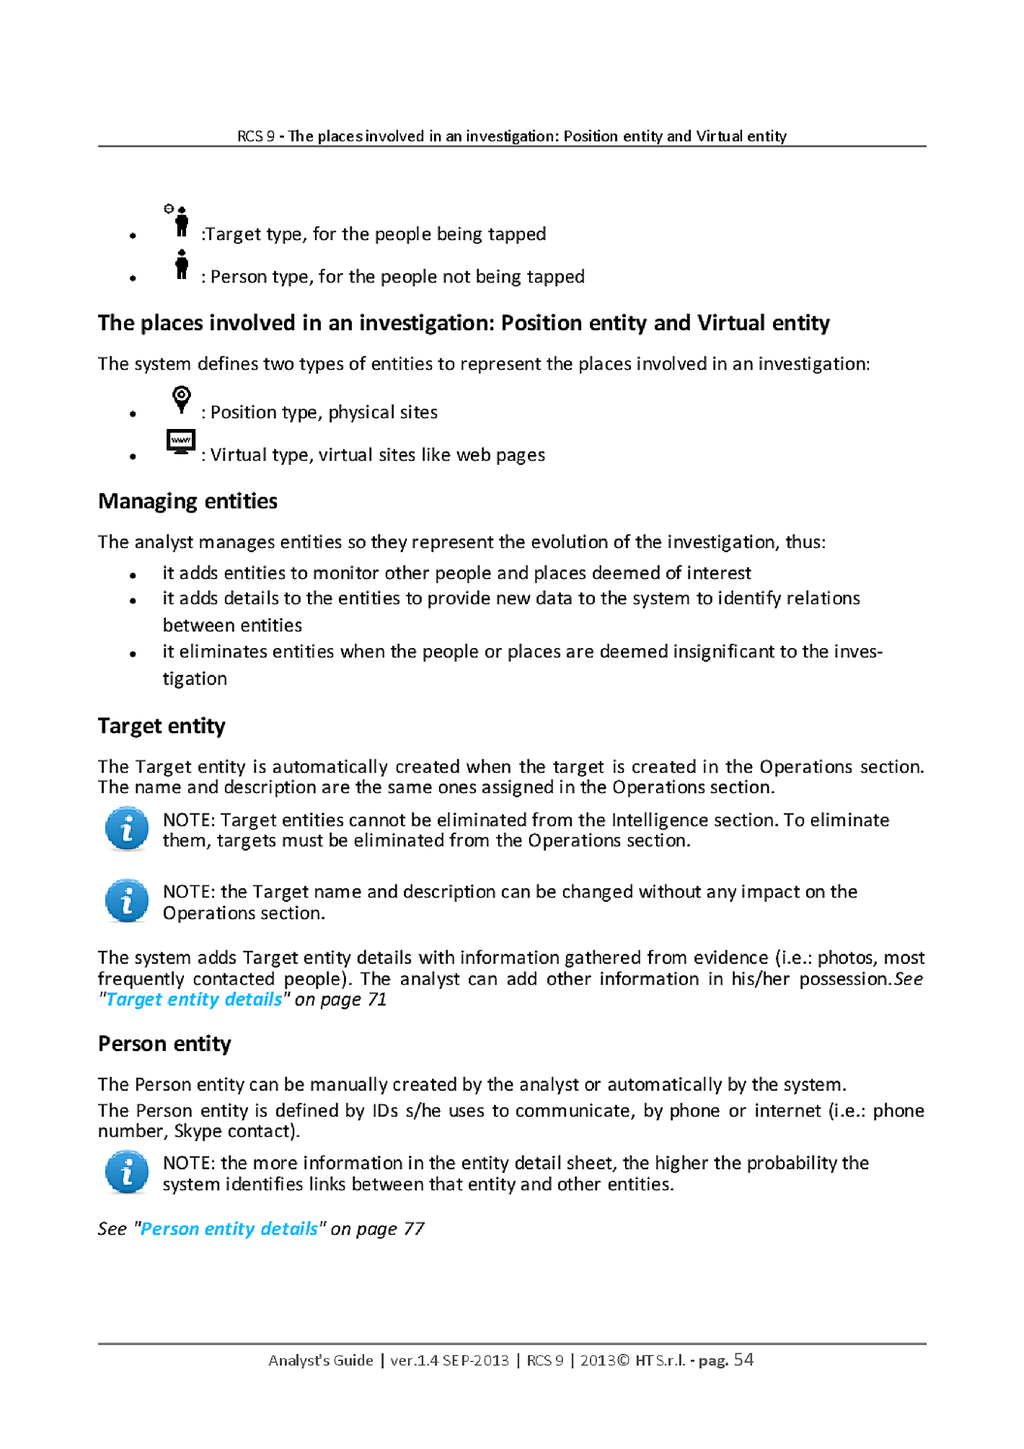 RCS 9 - The places involved in an investigation: Position entity and Virtual entity
• :Target type, for the people being tapped
• : Person type, for the people not being tapped
The places involved in an investigation: Position entity and Virtual entity
The system defines two types of entities to represent the places involved in an investigation:
• : Position type, physical sites
www
• : Virtual type, virtual sites like web pages
Managing entities
The analyst manages entities so they represent the evolution of the investigation, thus:
• it adds entities to monitor other people and places deemed of interest
• it adds details to the entities to provide new data to the system to identify relations
between entities
• it eliminates entities when the people or places are deemed insignificant to the inves-
tigation
Target entity
The Target entity is automatically created when the target is created in the Operations section.
The name and description are the same ones assigned in the Operations section.
NOTE: Target entities cannot be eliminated from the Intelligence section. To eliminate
them, targets must be eliminated from the Operations section.
NOTE: the Target name and description can be changed without any impact on the
Operations section.
The system adds Target entity details with information gathered from evidence (i.e.: photos, most
frequently contacted people). The analyst can add other information in his/her possession.See
"Target entity details" on page 71
Person entity
The Person entity can be manually created by the analyst or automatically by the system.
The Person entity is defined by IDs s/he uses to communicate, by phone or internet (i.e.: phone
number, Skype contact).
NOTE: the more information in the entity detail sheet, the higher the probability the
system identifies links between that entity and other entities.
See "Person entity details" on page 77
Analyst's Guide | ver.1.4 SEP-2013 | RCS 9 | 2013© HT S.r.l. - pag. 54